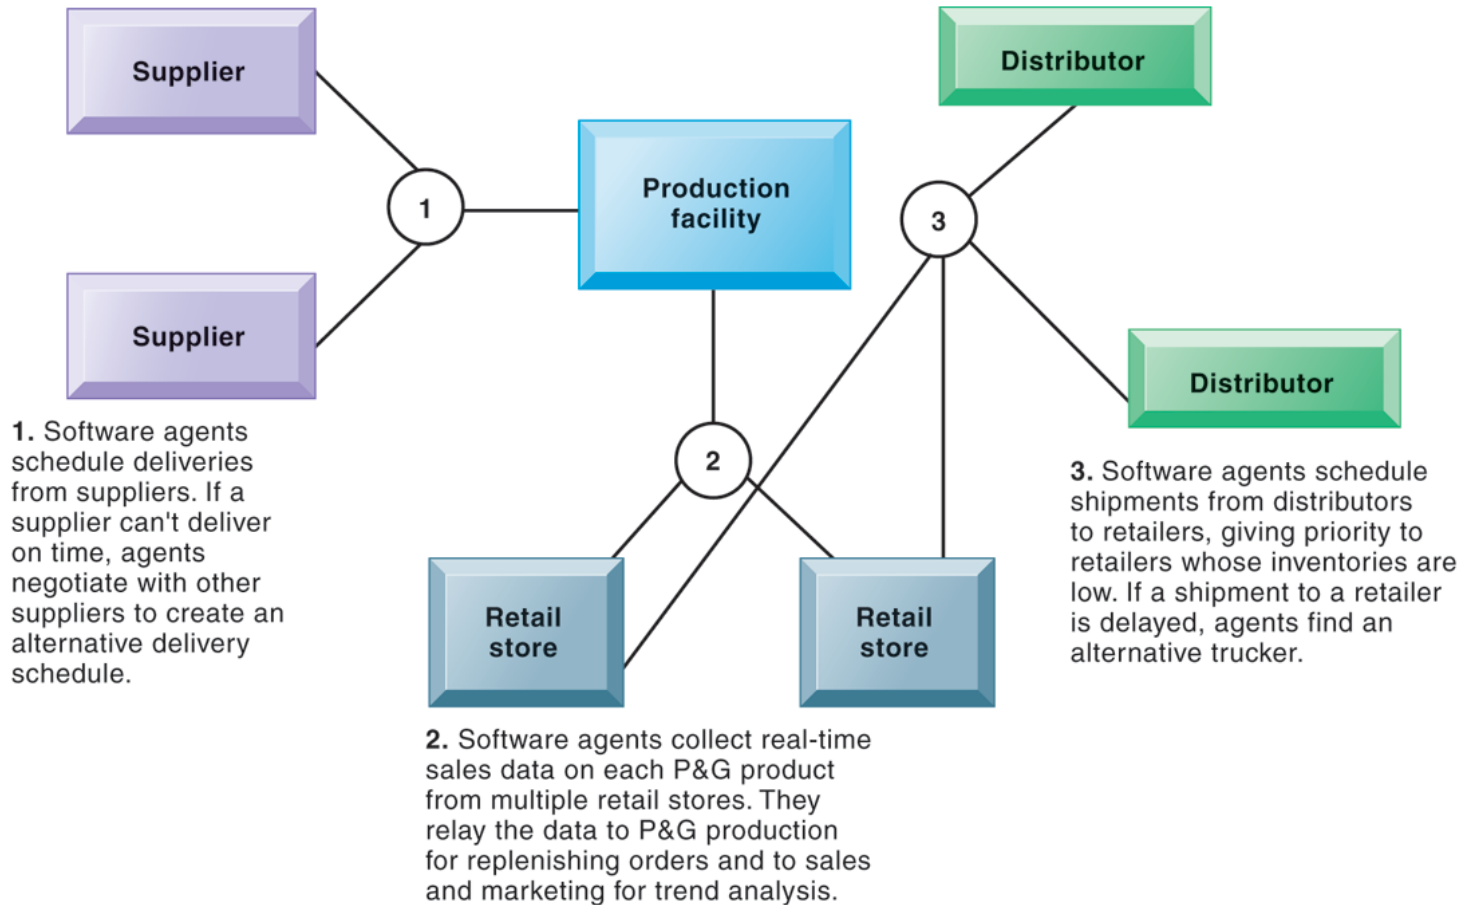 Supplier
Distributor
Production
facility
1
3
Supplier
Distributor
1. Software agents
schedule deliveries
from suppliers. If a
supplier can't deliver
on time, agents
negotiate with other
suppliers to create an
alternative delivery
schedule.
2
3. Software agents schedule
shipments from distributors
to retailers, giving priority to
retailers whose inventories are
low. If a shipment to a retailer
is delayed, agents find an
alternative trucker.
Retail
store
Retail
store
2. Software agents collect real-time
sales data on each P&G product
from multiple retail stores. They
relay the data to P&G production
for replenishing orders and to sales
and marketing for trend analysis.